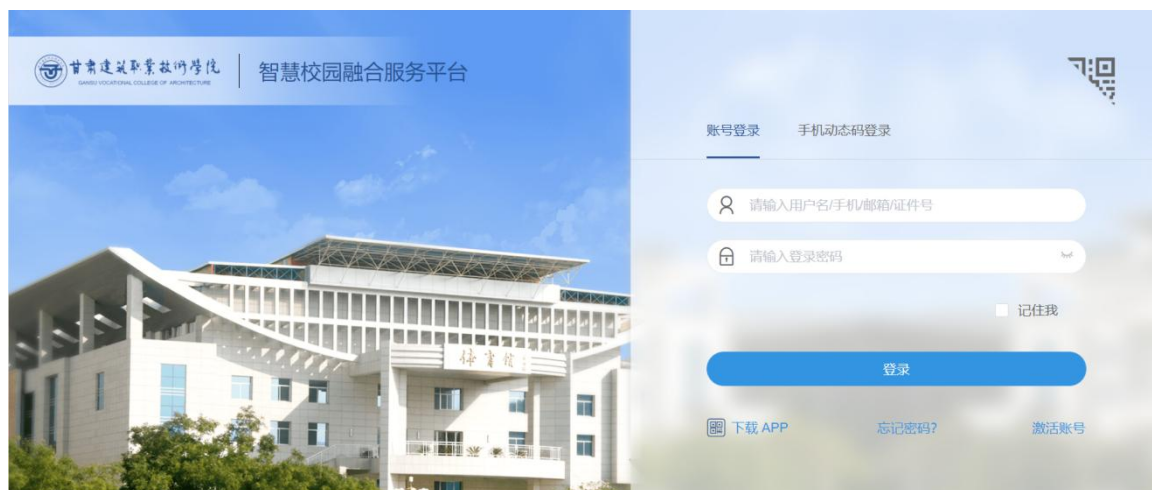 甘肃建筑职业技术学院
GANSU VOCATIONAL COLLEGE OF ARCHITECTURE
智慧校园融合服务平台
账号登录
手机动态码登录
请输入用户名/手机/邮箱/证件号
请输入登录密码
记住我
登录
下载 APP
忘记密码?
激活账号
体育馆